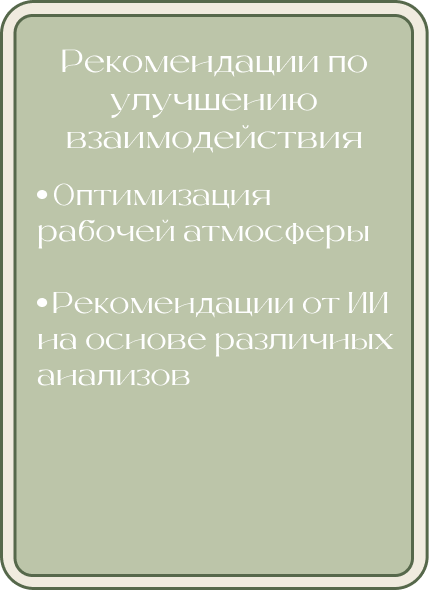 Рекомендации по
улучшению
взаимодействия
•Оптимизация
рабочей атмосферы
•Рекомендации от ИИ
на основе различных
анализов